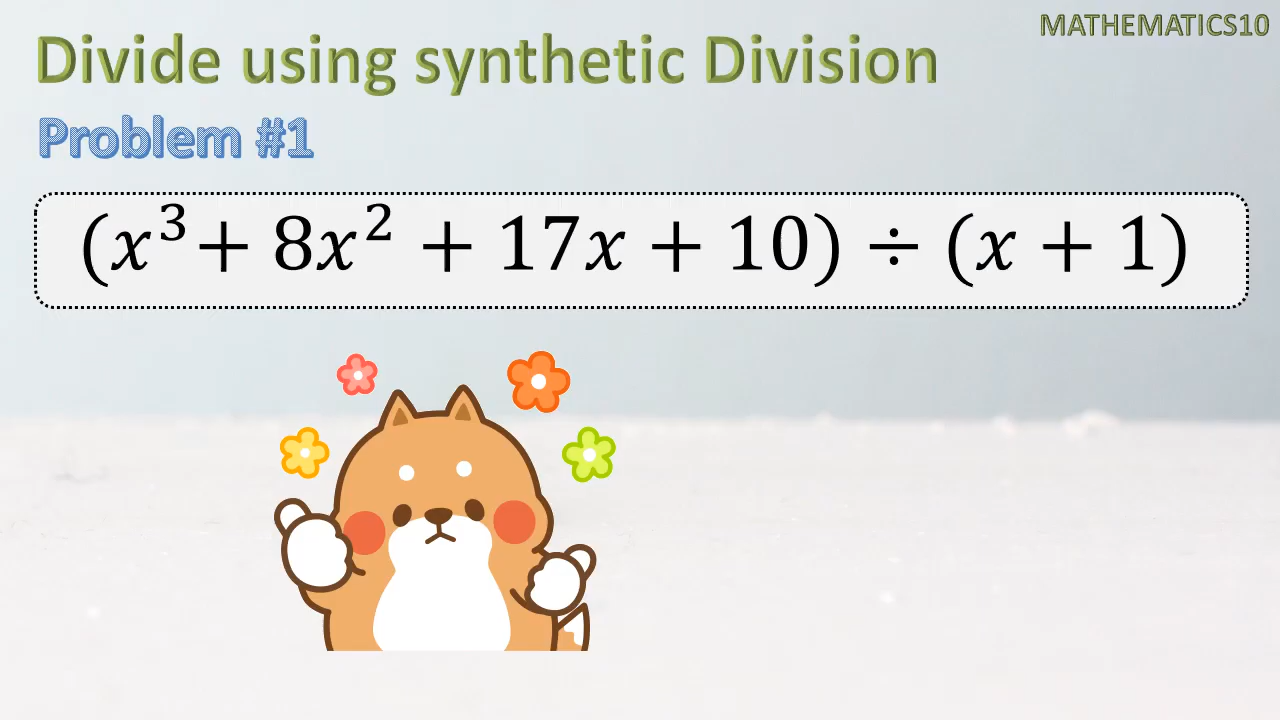 MATHEMATICS10
Divide using synthetic Division
Problem #1
(x³+ 8x² + 17x + 10) ÷ (x + 1)